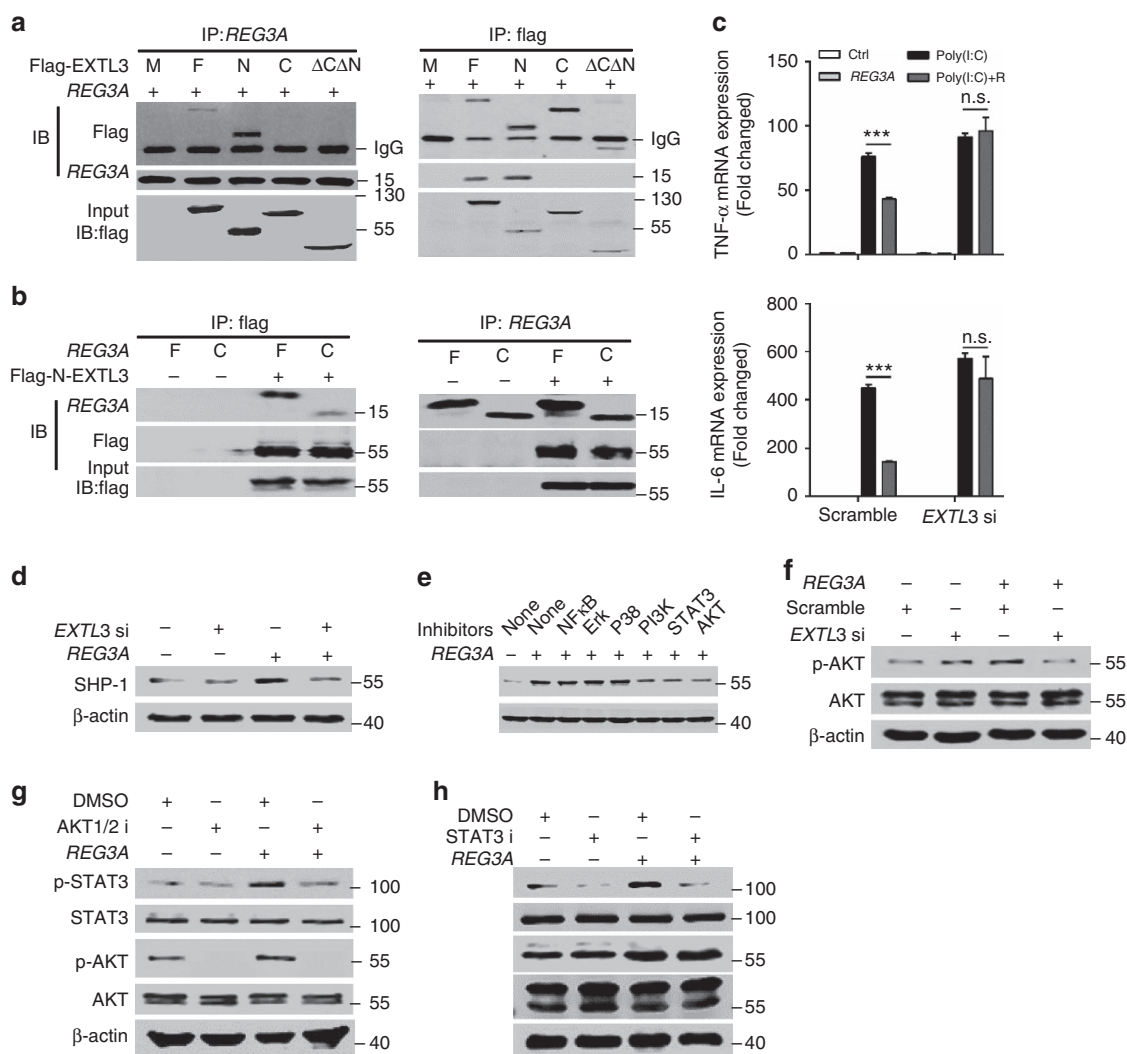 a
IP:REG3A
IP: flag
Flag-EXTL3 M F N C ΔCΔN
M F N C ΔCΔN
REG3A + + + + +
+ + + + +
IB
Flag
IgG
IgG
REG3A
15
15
130
130
Input
IB:flag
55
55
b
IP: flag
IP: REG3A
REG3A F C F C
F C F C
Flag-N-EXTL3 – – + +
– – + +
IB
REG3A
15
15
Flag
55
55
Input
IB:flag
55
55
c
Ctrl
Poly(I:C)
REG3A
Poly(I:C)+R
TNF-α mRNA expression
(Fold changed)
150
100
50
0
***
n.s.
IL-6 mRNA expression
(Fold changed)
800
600
400
200
0
***
n.s.
Scramble
EXTL3 si
d
EXTL3 si – + – +
REG3A – – + +
SHP-1
55
β-actin
40
e
Inhibitors None None NFκB Erk P38 PI3K STAT3 AKT
REG3A – + + + + + + +
55
40
f
REG3A – – + +
Scramble + – + –
EXTL3 si – + – +
p-AKT
55
AKT
55
β-actin
40
g
DMSO + – + –
AKT1/2 i – + – +
REG3A – – + +
p-STAT3
100
STAT3
100
p-AKT
55
AKT
55
β-actin
40
h
DMSO + – + –
STAT3 i – + – +
REG3A – – + +
100
100
55
55
40